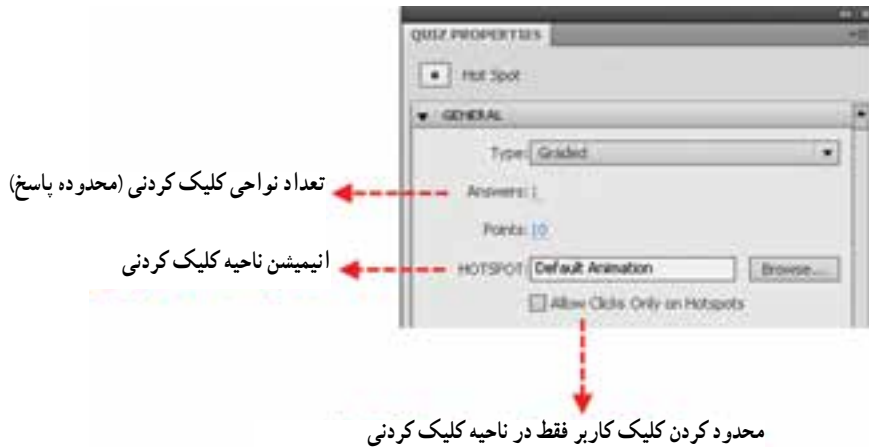 QUIZ PROPERTIES
Hot Spot
GENERAL
Type: Graded
تعداد نواحی کلیک کردنی (محدوده پاسخ)
Answers: 1
Points: 10
انیمیشن ناحیه کلیک کردنی
HOTSPOT: Default Animation Browse...
Allow Clicks Only on Hotspots
محدود کردن کلیک کاربر فقط در ناحیه کلیک کردنی